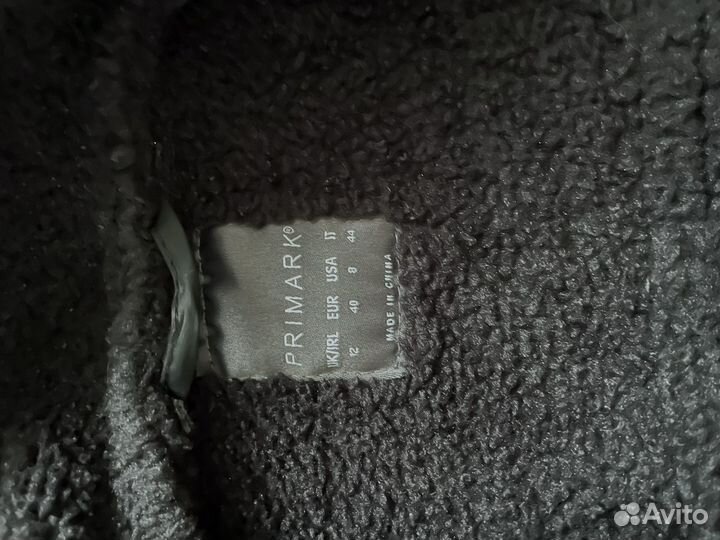 PRIMARK®
UK/IRL EUR USA IT
12 40 8 44
MADE IN CHINA
Avito